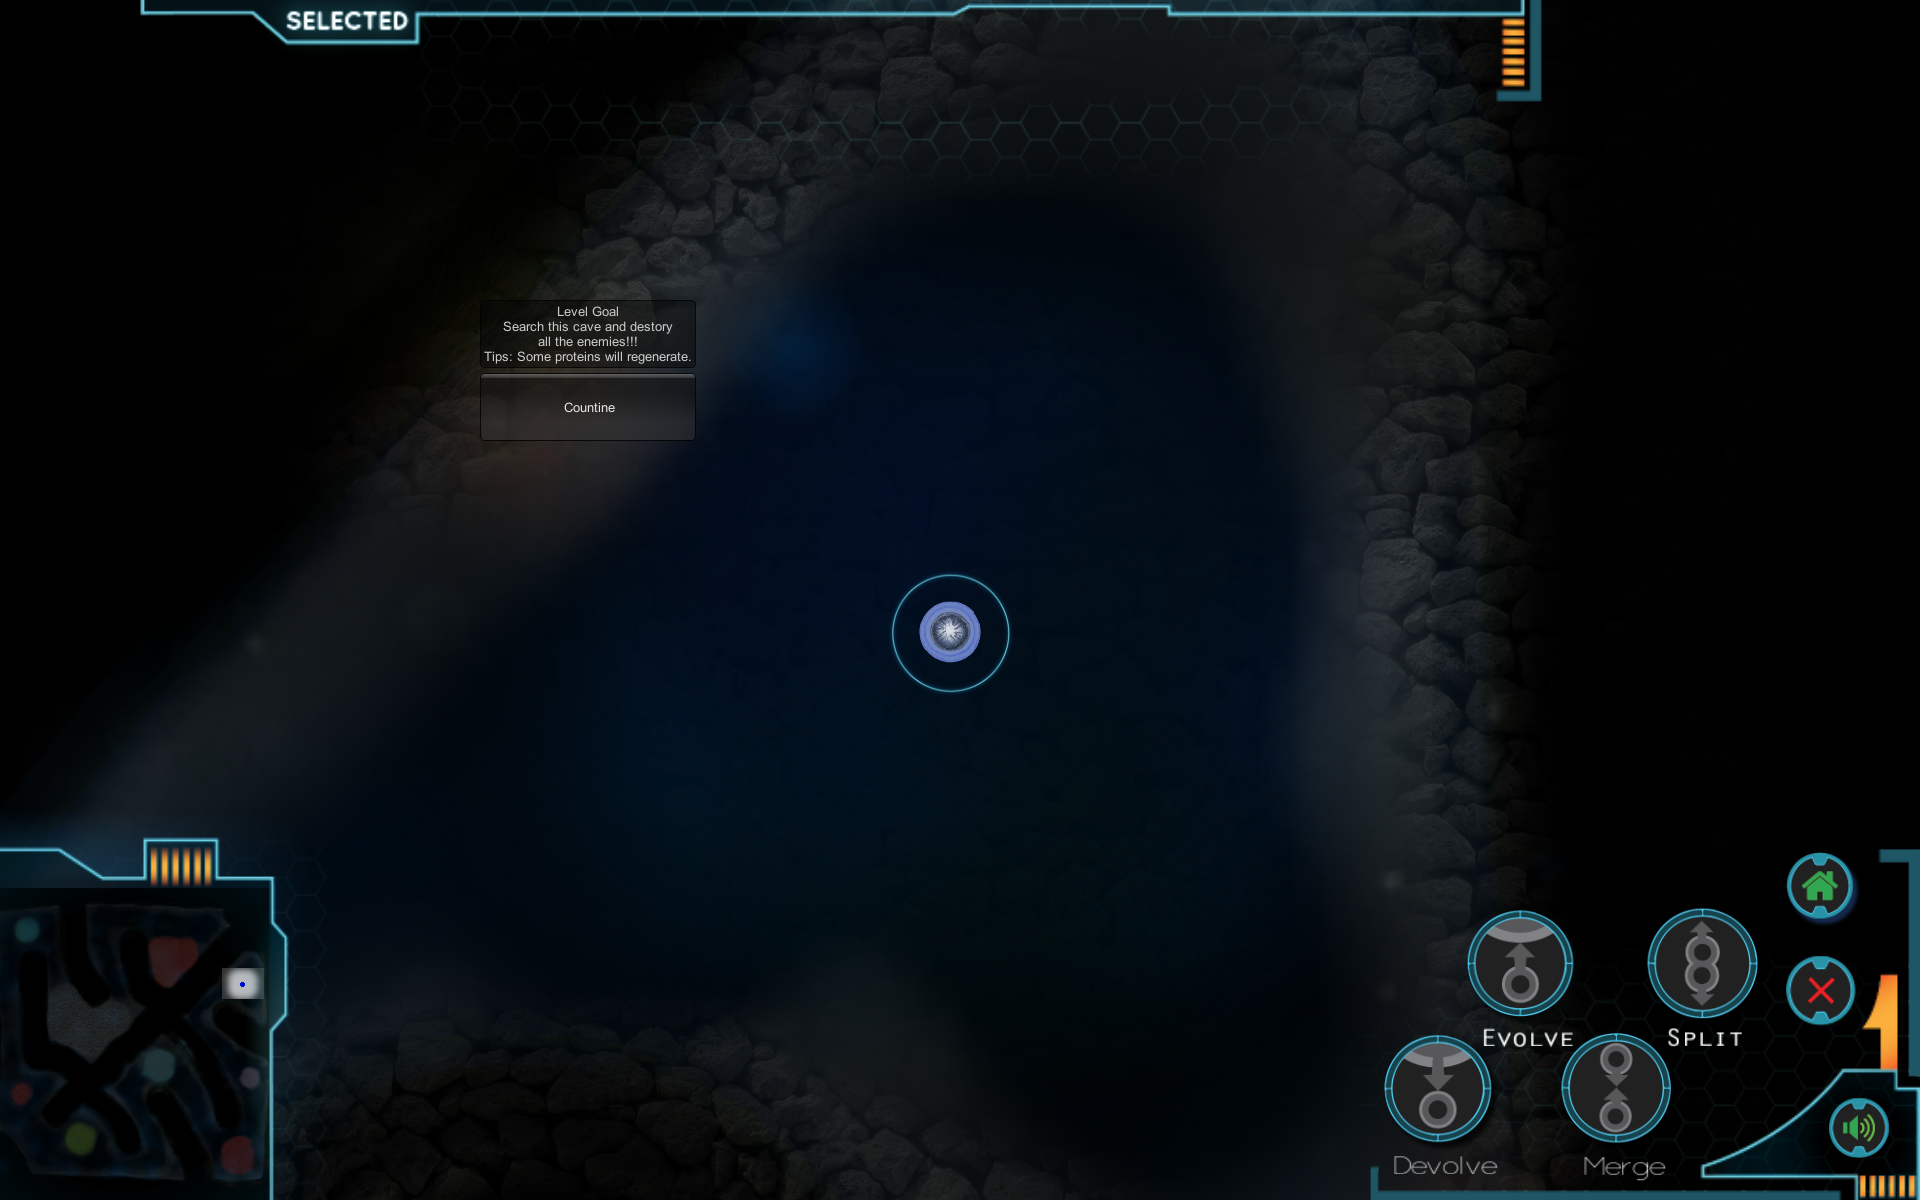 SELECTED
Level Goal
Search this cave and destory
all the enemies!!!
Tips: Some proteins will regenerate.
Countine
EVOLVE
SPLIT
Devolve
Merge